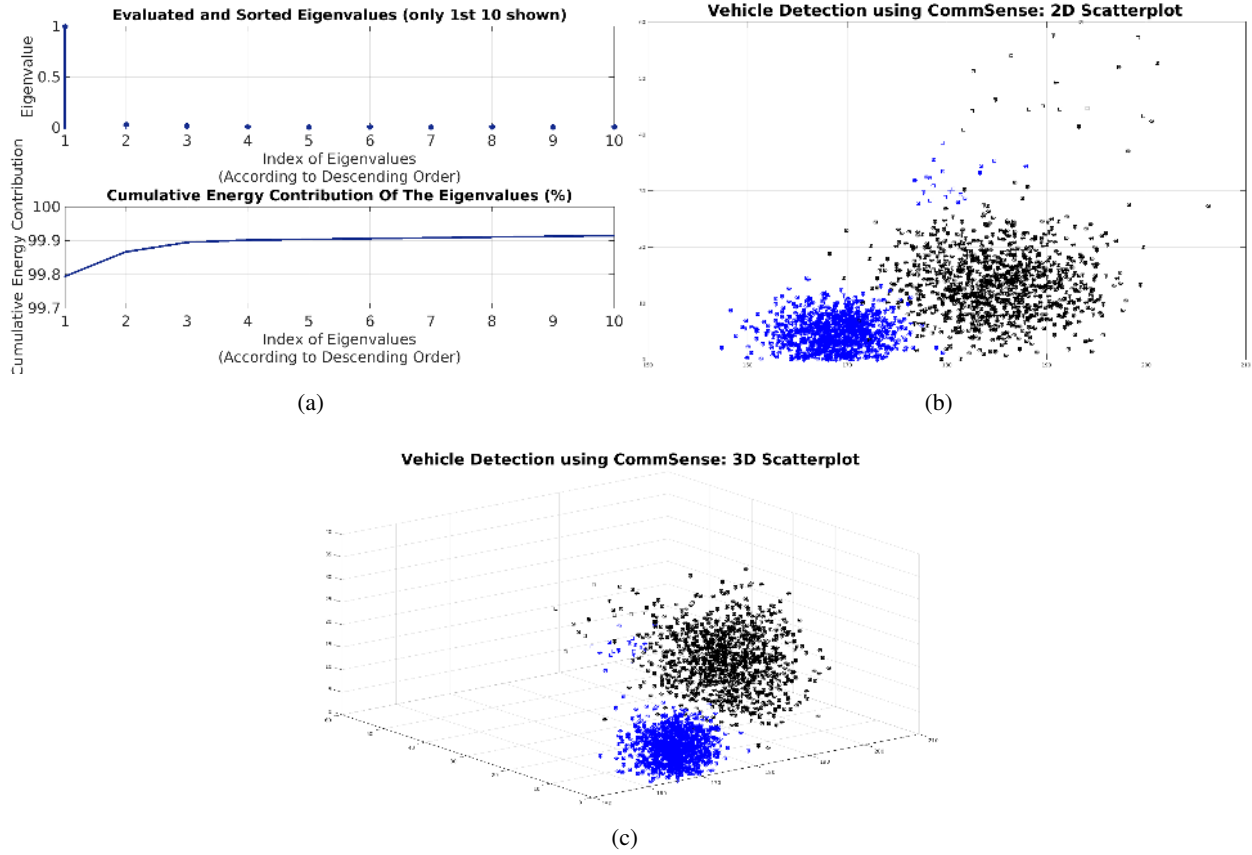 Evaluated and Sorted Eigenvalues (only 1st 10 shown)
Eigenvalue
1
0.5
0
1 2 3 4 5 6 7 8 9 10
Index of Eigenvalues
(According to Descending Order)
Cumulative Energy Contribution Of The Eigenvalues (%)
Cumulative Energy Contribution
100
99.9
99.8
99.7
1 2 3 4 5 6 7 8 9 10
Index of Eigenvalues
(According to Descending Order)
(a)
Vehicle Detection using CommSense: 2D Scatterplot
170
190
200
(b)
Vehicle Detection using CommSense: 3D Scatterplot
(c)